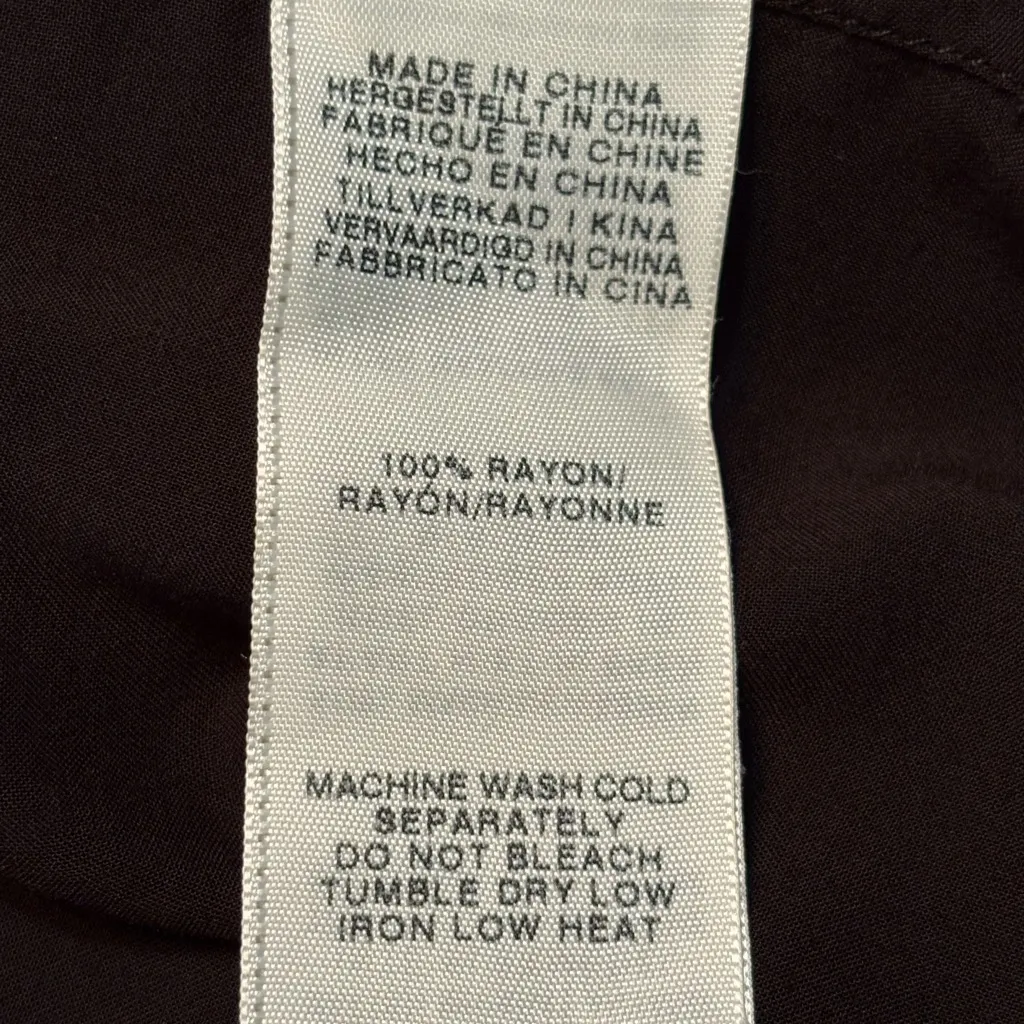 MADE IN CHINA
HERGESTELLT IN CHINA
FABRIQUÉ EN CHINE
HECHO EN CHINA
TILLVERKAD I KINA
VERVAARDIGD IN CHINA
FABBRICATO IN CINA
100% RAYON/
RAYÓN/RAYONNE
MACHINE WASH COLD
SEPARATELY
DO NOT BLEACH
TUMBLE DRY LOW
IRON LOW HEAT